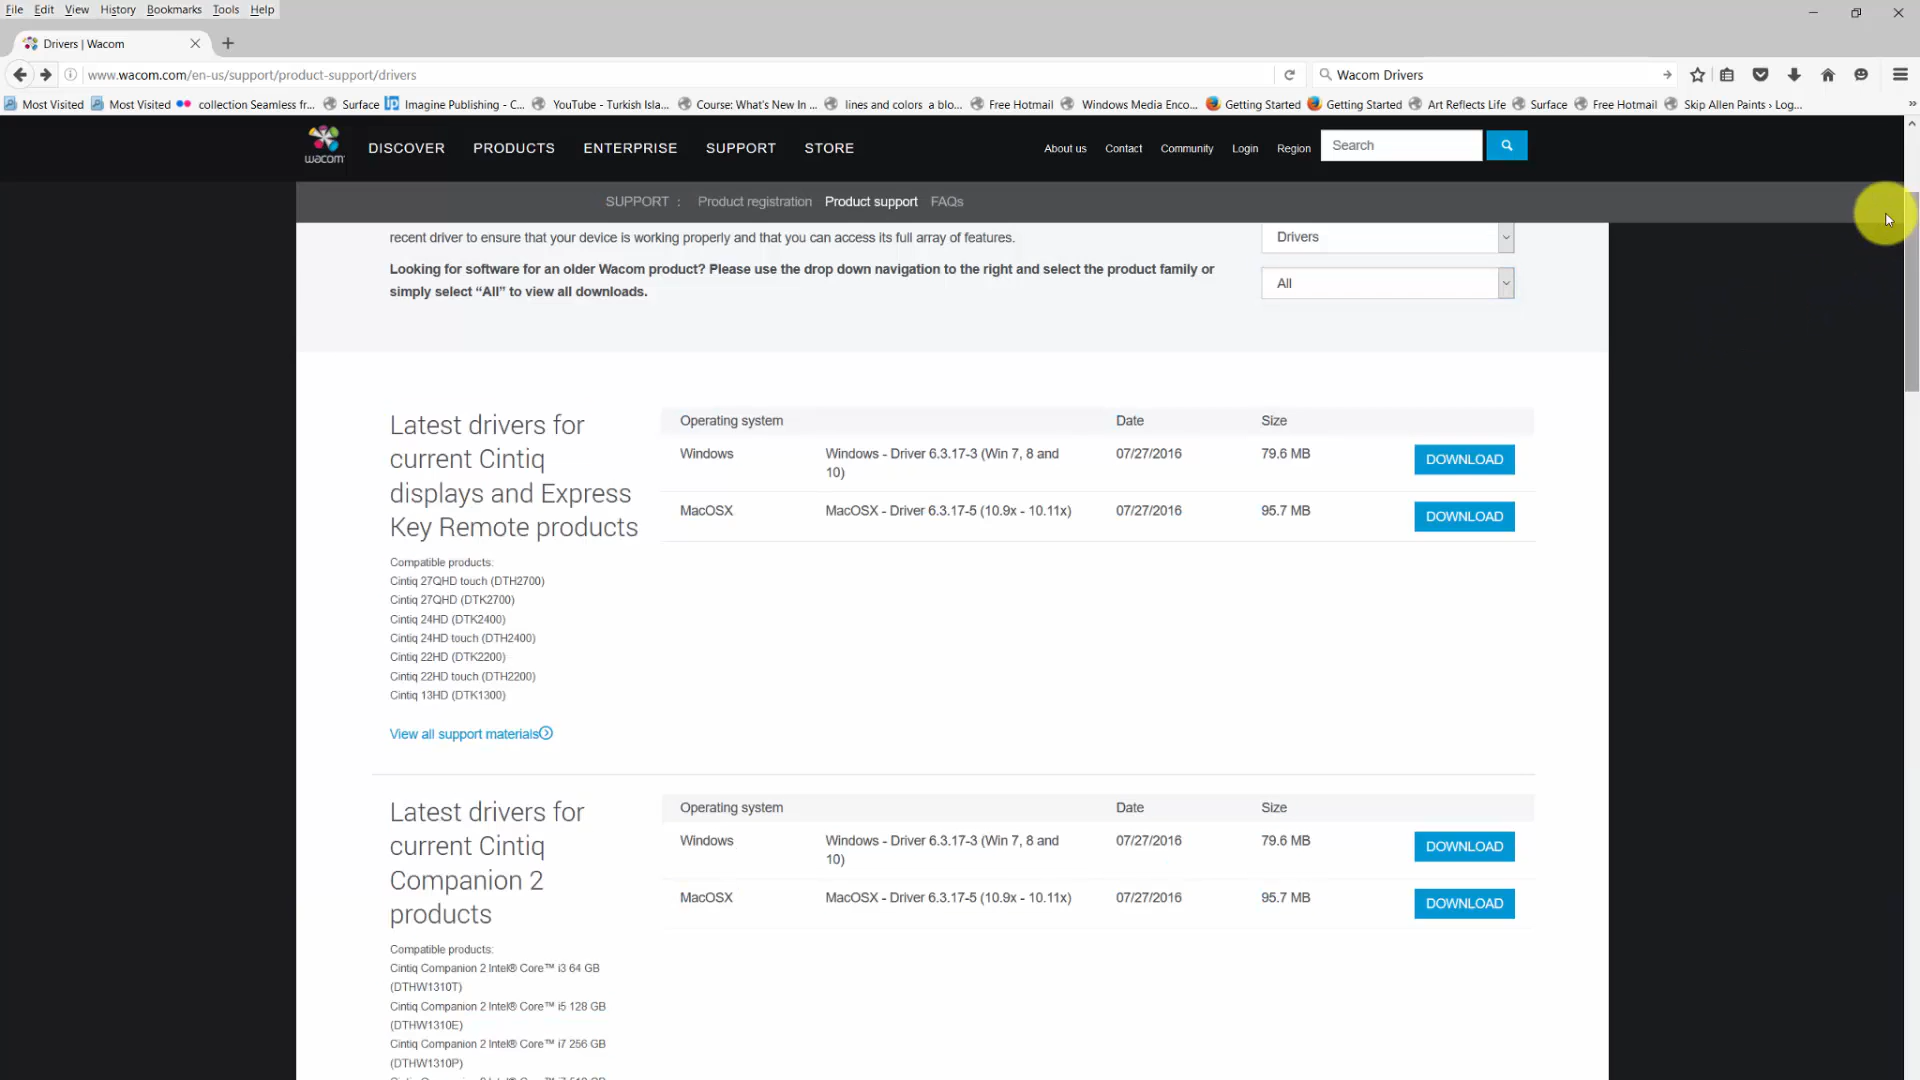 File Edit View History Bookmarks Tools Help
Drivers | Wacom
www.wacom.com/en-us/support/product-support/drivers
Wacom Drivers
Most Visited Most Visited collection Seamless fr... Surface Imagine Publishing - C... YouTube - Turkish Isla... Course: What's New In ... lines and colors a blo... Free Hotmail Windows Media Enco... Getting Started Getting Started Art Reflects Life Surface Free Hotmail Skip Allen Paints › Log...
wacom DISCOVER PRODUCTS ENTERPRISE SUPPORT STORE About us Contact Community Login Region Search
SUPPORT : Product registration Product support FAQs
recent driver to ensure that your device is working properly and that you can access its full array of features.
Drivers
Looking for software for an older Wacom product? Please use the drop down navigation to the right and select the product family or
simply select “All” to view all downloads.
All
Latest drivers for
current Cintiq
displays and Express
Key Remote products
Compatible products:
Cintiq 27QHD touch (DTH2700)
Cintiq 27QHD (DTK2700)
Cintiq 24HD (DTK2400)
Cintiq 24HD touch (DTH2400)
Cintiq 22HD (DTK2200)
Cintiq 22HD touch (DTH2200)
Cintiq 13HD (DTK1300)
View all support materials
Operating system Date Size
Windows Windows - Driver 6.3.17-3 (Win 7, 8 and 07/27/2016 79.6 MB DOWNLOAD
10)
MacOSX MacOSX - Driver 6.3.17-5 (10.9x - 10.11x) 07/27/2016 95.7 MB DOWNLOAD
Latest drivers for
current Cintiq
Companion 2
products
Compatible products:
Cintiq Companion 2 Intel® Core™ i3 64 GB
(DTHW1310T)
Cintiq Companion 2 Intel® Core™ i5 128 GB
(DTHW1310E)
Cintiq Companion 2 Intel® Core™ i7 256 GB
(DTHW1310P)
Operating system Date Size
Windows Windows - Driver 6.3.17-3 (Win 7, 8 and 07/27/2016 79.6 MB DOWNLOAD
10)
MacOSX MacOSX - Driver 6.3.17-5 (10.9x - 10.11x) 07/27/2016 95.7 MB DOWNLOAD